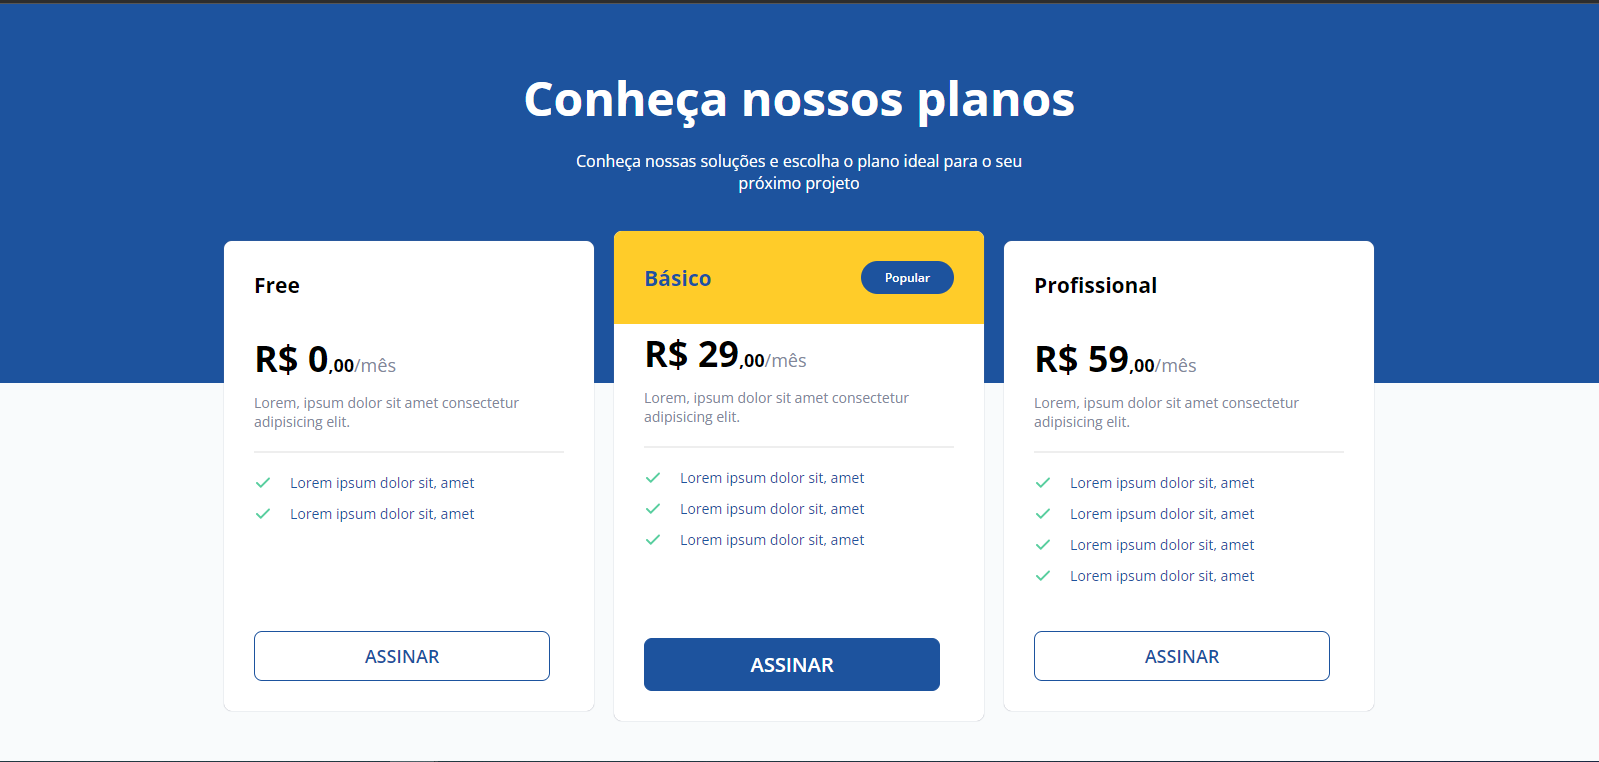 Conheça nossos planos
Conheça nossas soluções e escolha o plano ideal para o seu
próximo projeto
Free
R$ 0,00/mês
Lorem, ipsum dolor sit amet consectetur
adipisicing elit.
Lorem ipsum dolor sit, amet
Lorem ipsum dolor sit, amet
ASSINAR
Básico
Popular
R$ 29,00/mês
Lorem, ipsum dolor sit amet consectetur
adipisicing elit.
Lorem ipsum dolor sit, amet
Lorem ipsum dolor sit, amet
Lorem ipsum dolor sit, amet
ASSINAR
Profissional
R$ 59,00/mês
Lorem, ipsum dolor sit amet consectetur
adipisicing elit.
Lorem ipsum dolor sit, amet
Lorem ipsum dolor sit, amet
Lorem ipsum dolor sit, amet
Lorem ipsum dolor sit, amet
ASSINAR